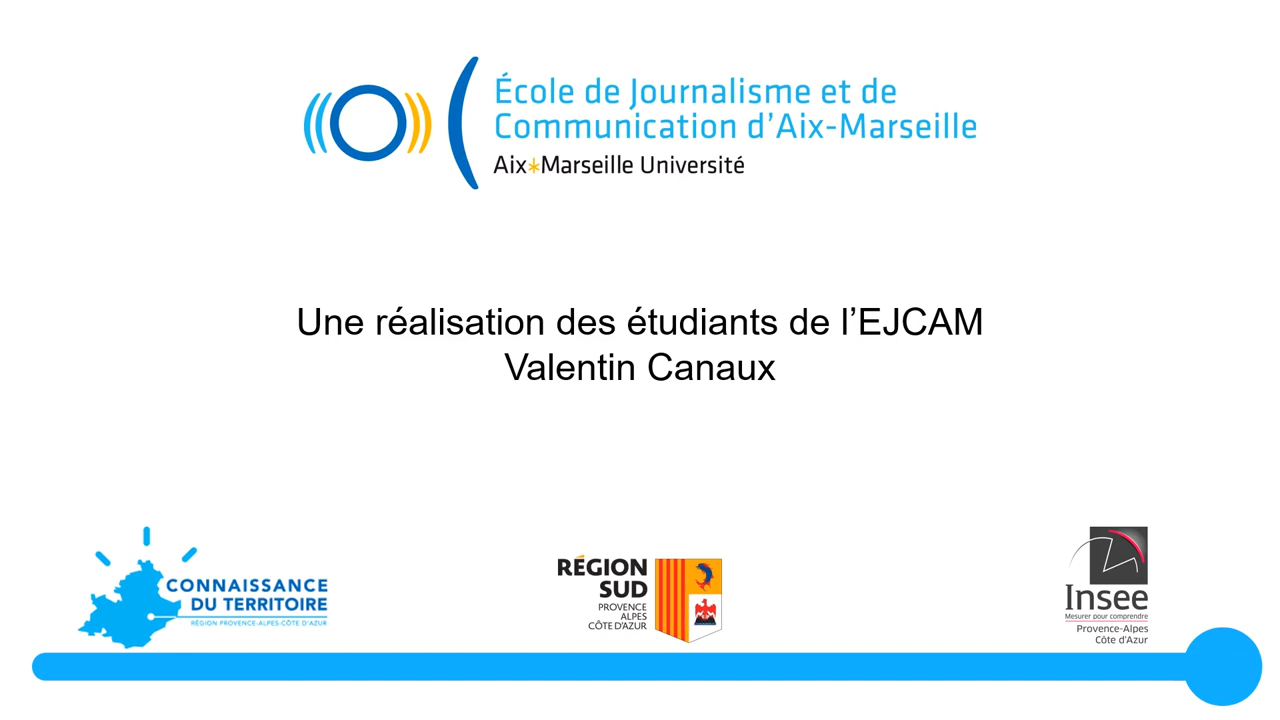 École de Journalisme et de
Communication d'Aix-Marseille
Aix*Marseille Université
Une réalisation des étudiants de l'EJCAM
Valentin Canaux
CONNAISSANCE
DU TERRITOIRE
RÉGION PROVENCE-ALPES-CÔTE D'AZUR
RÉGION
SUD
PROVENCE
ALPES
CÔTE D'AZUR
Insee
Mesurer pour comprendre
Provence-Alpes
Côte d'Azur